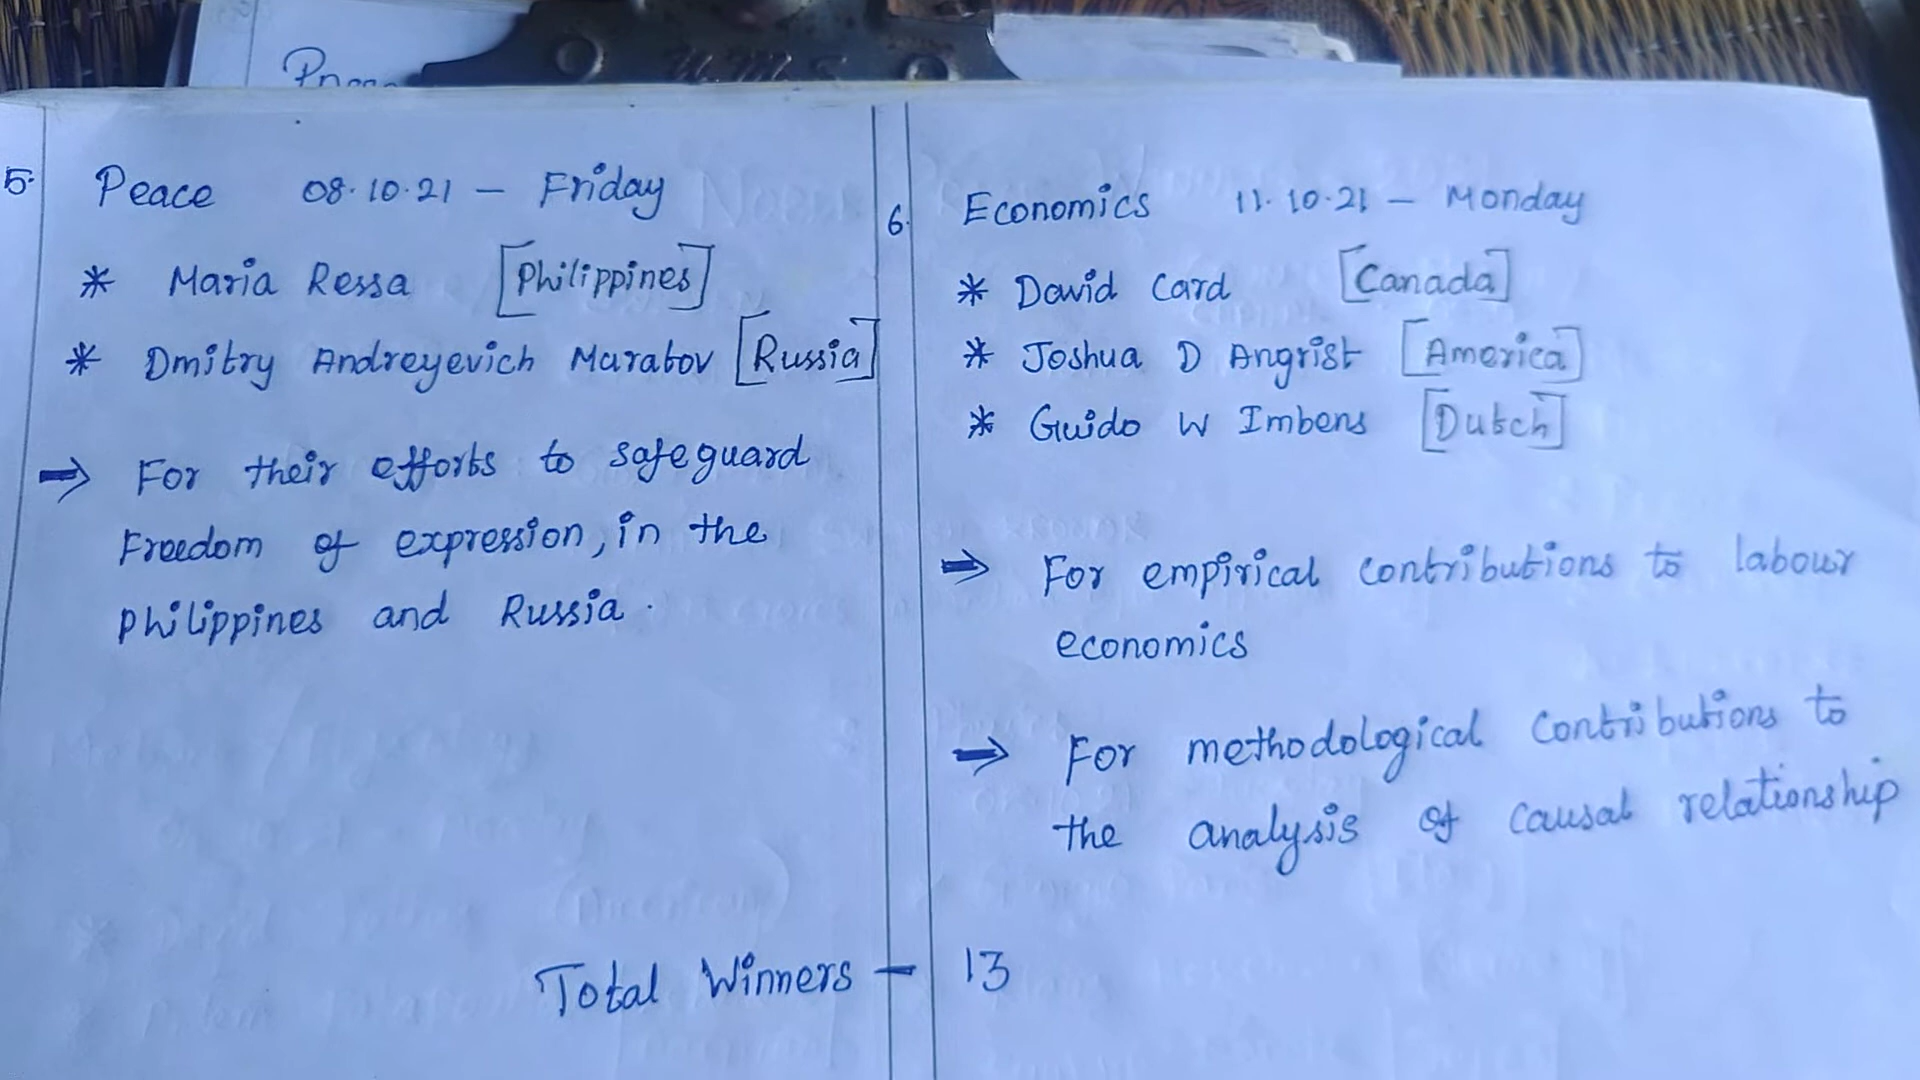 U.M.S
5. Peace 08.10.21 — Friday
* Maria Ressa [Philippines]
* Dmitry Andreyevich Muratov [Russia]
⇒ For their efforts to safeguard
Freedom of expression, in the
Philippines and Russia.
6. Economics 11.10.21 — Monday
* David Card [Canada]
* Joshua D Angrist [America]
* Guido W Imbens [Dutch]
⇒ For empirical contributions to labour
economics
⇒ For methodological contributions to
the analysis of causal relationship
Total Winners — 13